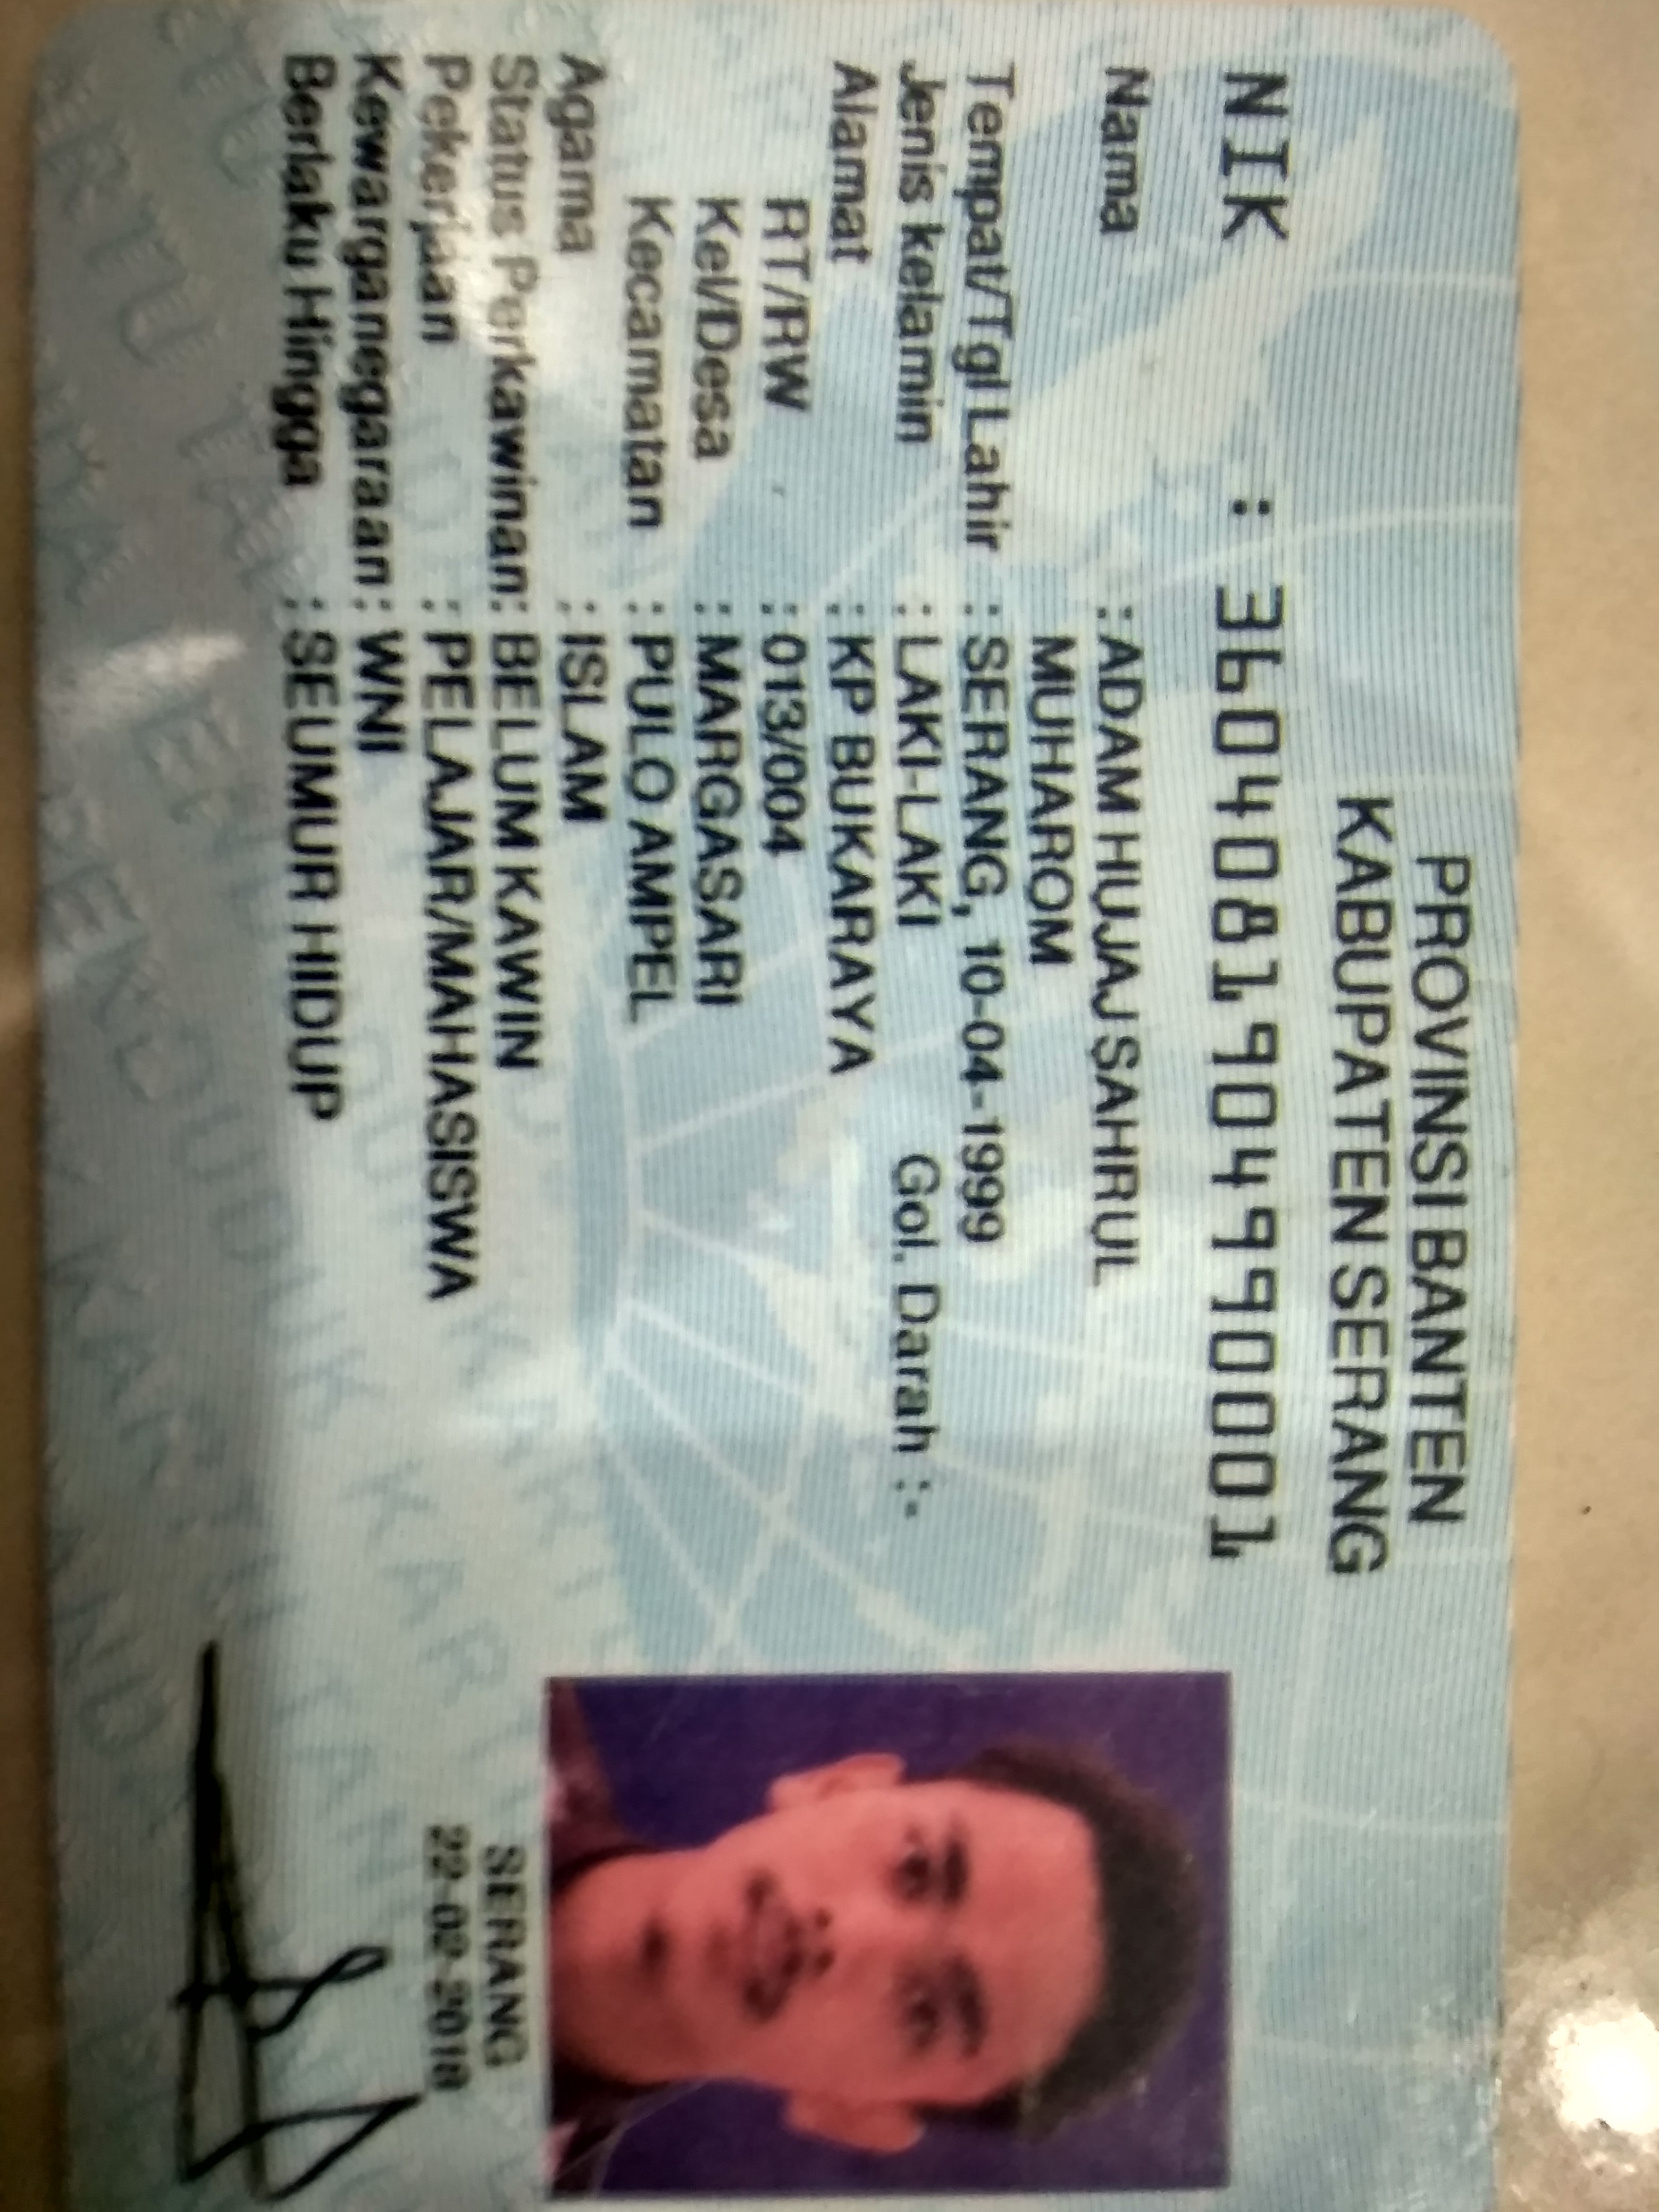 PROVINSI BANTEN
KABUPATEN SERANG
NIK : 3604081904990001
Nama : ADAM HUJAJ SAHRUL
MUHAROM
Tempat/Tgl Lahir : SERANG, 10-04-1999
Jenis kelamin : LAKI-LAKI Gol. Darah :-
Alamat : KP BUKARAYA
RT/RW : 013/004
Kel/Desa : MARGASARI
Kecamatan : PULO AMPEL
Agama : ISLAM
Status Perkawinan: BELUM KAWIN
Pekerjaan : PELAJAR/MAHASISWA
Kewarganegaraan: WNI
Berlaku Hingga : SEUMUR HIDUP
SERANG
22-02-2018